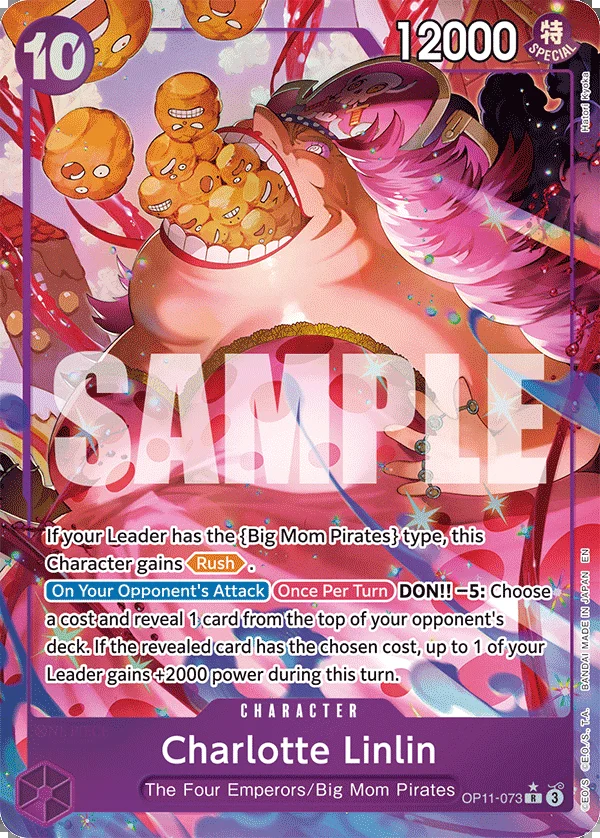 10
12000
特
SPECIAL
Hatori Kyoka
SAMPLE
If your Leader has the {Big Mom Pirates} type, this
Character gains Rush.
On Your Opponent's Attack Once Per Turn DON!! −5: Choose
a cost and reveal 1 card from the top of your opponent's
deck. If the revealed card has the chosen cost, up to 1 of your
Leader gains +2000 power during this turn.
BANDAI MADE IN JAPAN EN
CHARACTER
Charlotte Linlin
The Four Emperors/Big Mom Pirates
OP11-073 R 3